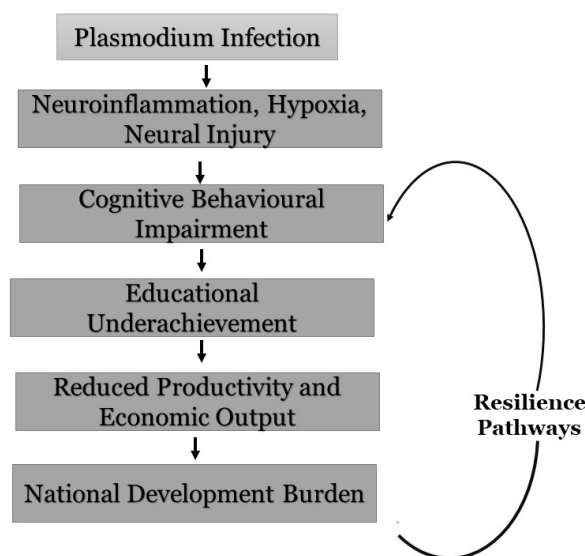 Plasmodium Infection
Neuroinflammation, Hypoxia,
Neural Injury
Cognitive Behavioural
Impairment
Educational
Underachievement
Reduced Productivity and
Economic Output
National Development Burden
Resilience
Pathways